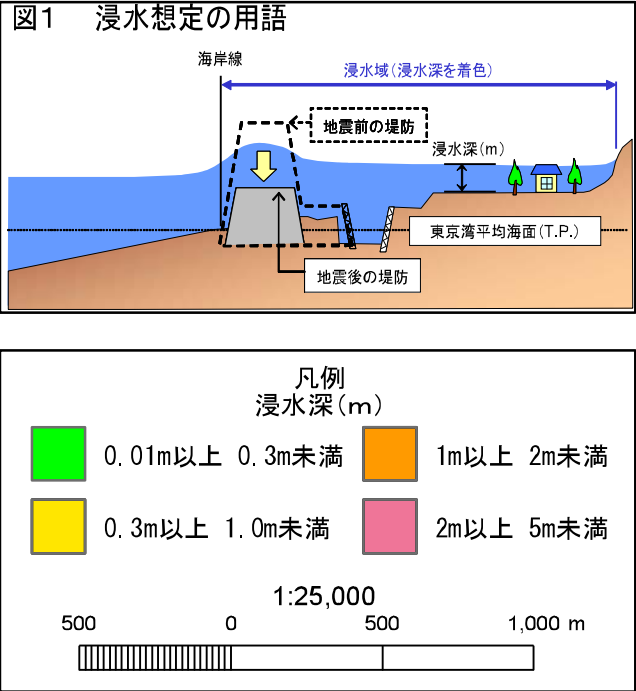 図1 浸水想定の用語
海岸線
浸水域(浸水深を着色)
地震前の堤防
浸水深(m)
東京湾平均海面(T.P.)
地震後の堤防
凡例
浸水深(m)
0.01m以上 0.3m未満
1m以上 2m未満
0.3m以上 1.0m未満
2m以上 5m未満
1:25,000
500 0 500 1,000 m